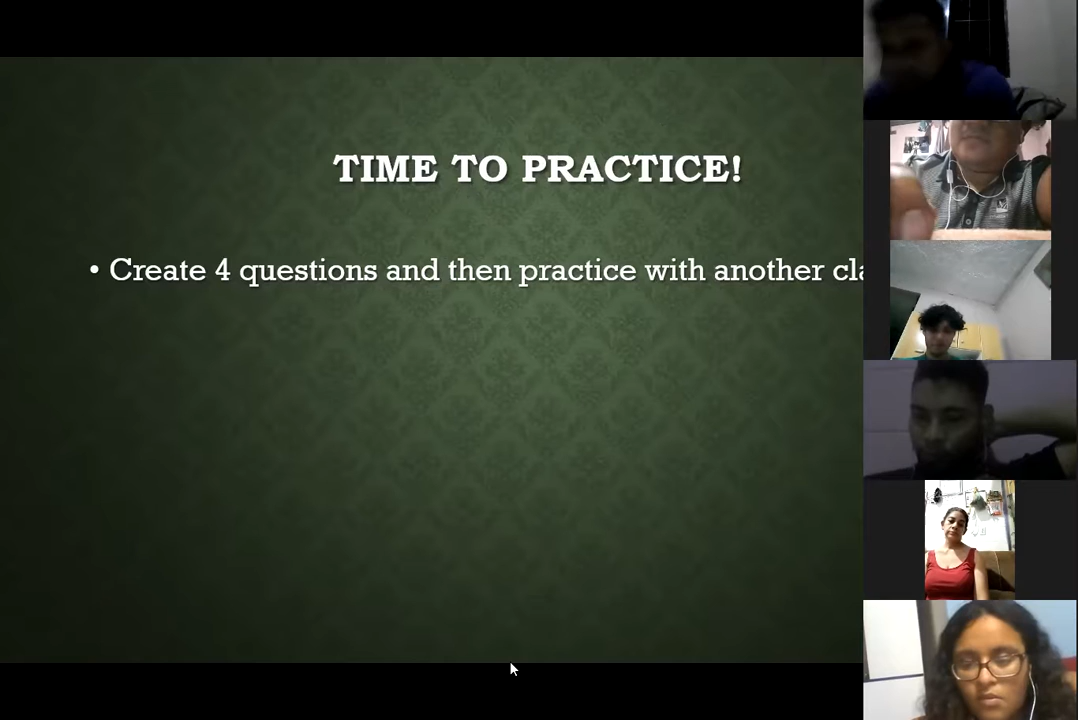 TIME TO PRACTICE!
• Create 4 questions and then practice with another